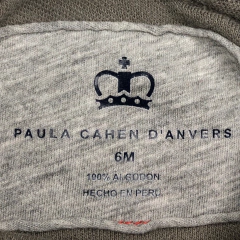 PAULA CAHEN D'ANVERS
6M
100% ALGODON
HECHO EN PERU